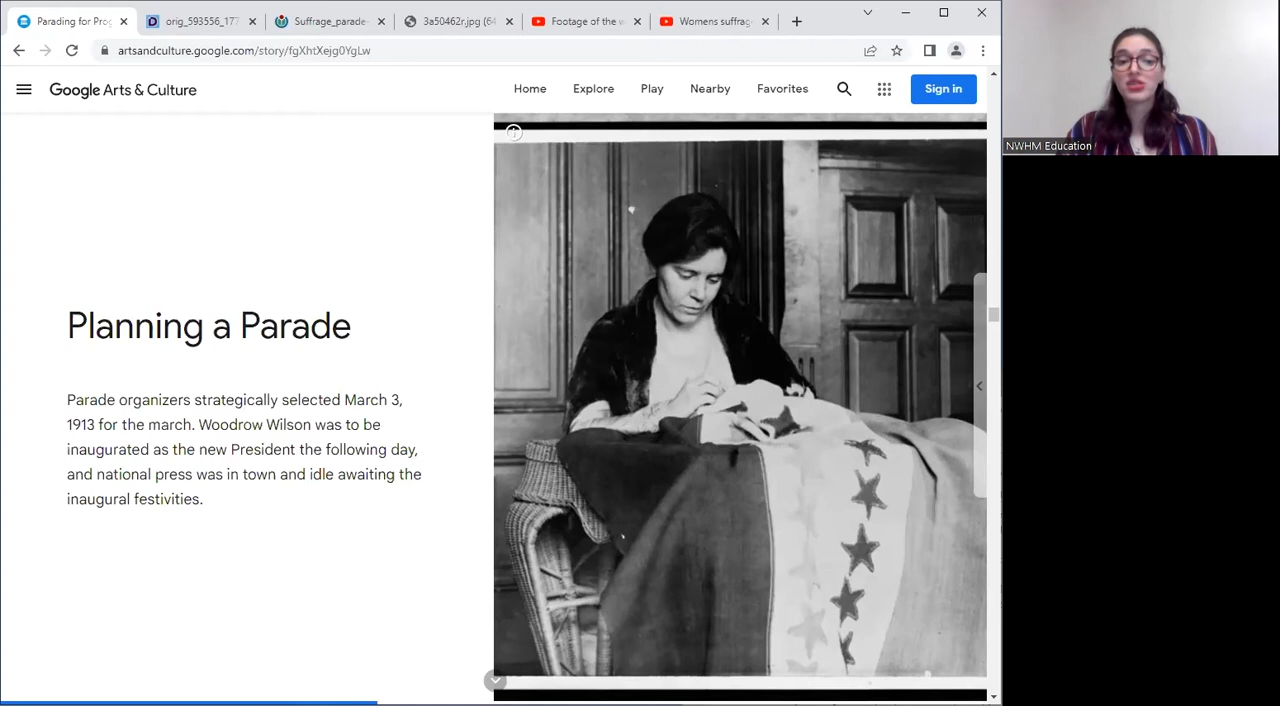 Parading for Prog
orig_593556_177
Suffrage_parade-
3a50462r.jpg (64
Footage of the w
Womens suffrag
artsandculture.google.com/story/fgXhtXejg0YgLw
Google Arts & Culture
Home
Explore
Play
Nearby
Favorites
Sign in
NWHM Education
Planning a Parade
Parade organizers strategically selected March 3,
1913 for the march. Woodrow Wilson was to be
inaugurated as the new President the following day,
and national press was in town and idle awaiting the
inaugural festivities.